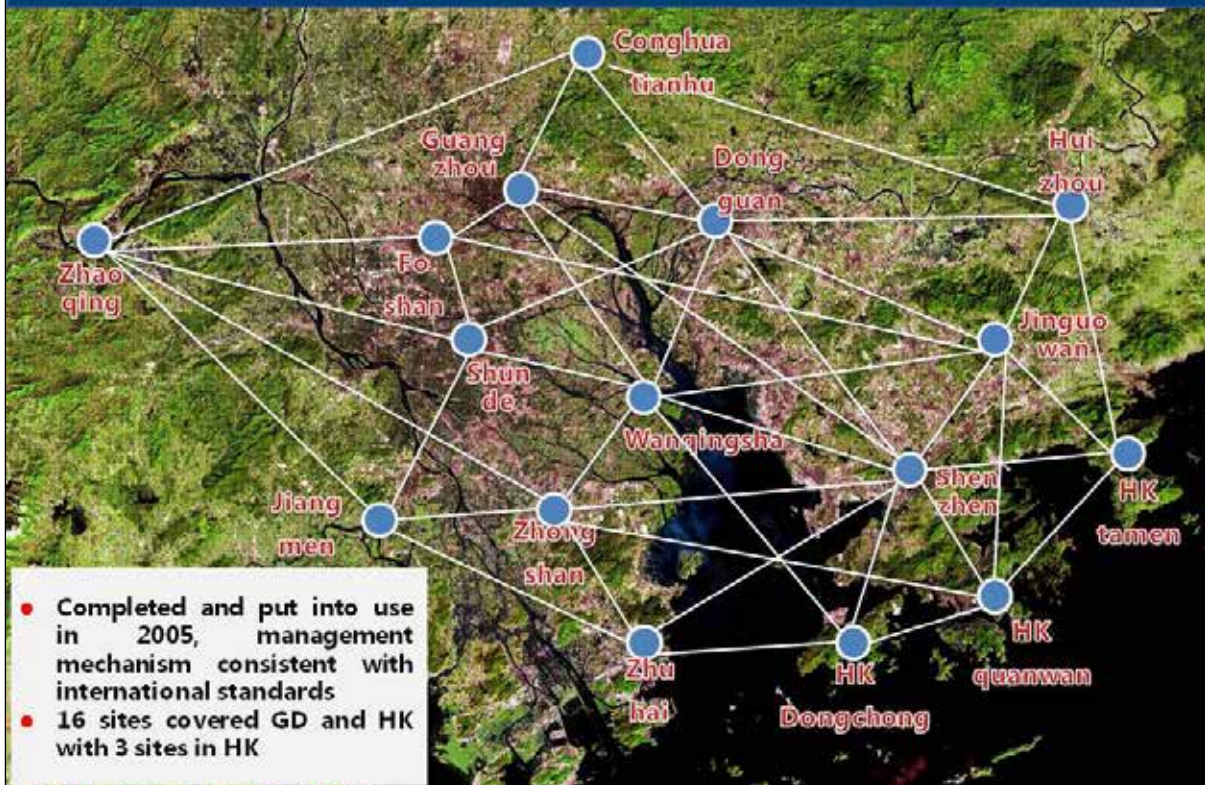 Conghua
tianhu
Guang
zhou
Dong
guan
Hui
zhou
Zhao
qing
Fo
shan
Jinguo
wan
Shun
de
Wanqingsha
Shen
zhen
HK
tamen
Jiang
men
Zhong
shan
HK
quanwan
Zhu
hai
HK
Dongchong
• Completed and put into use
in 2005, management
mechanism consistent with
international standards
• 16 sites covered GD and HK
with 3 sites in HK